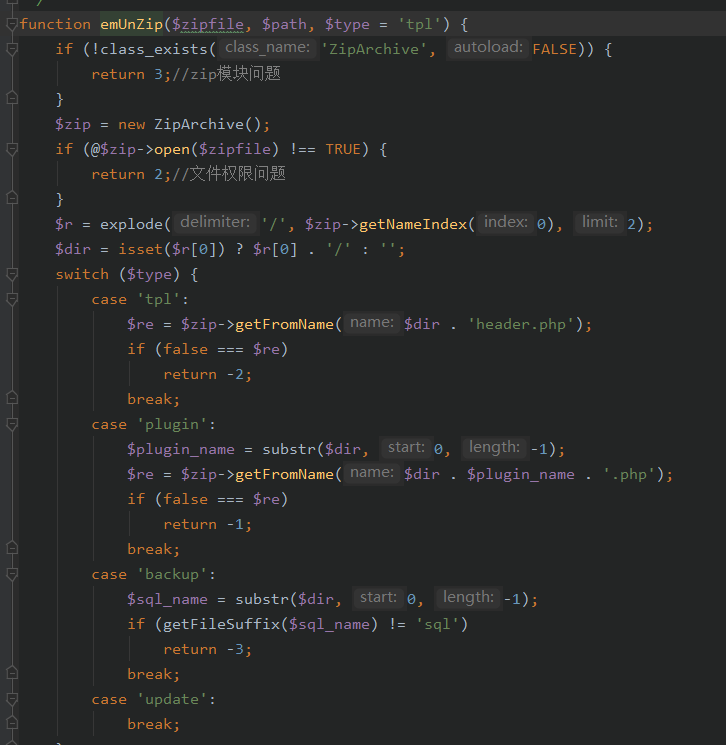 function emUnZip($zipfile, $path, $type = 'tpl') {
if (!class_exists( class_name: 'ZipArchive', autoload: FALSE)) {
return 3;//zip模块问题
}
$zip = new ZipArchive();
if (@$zip->open($zipfile) !== TRUE) {
return 2;//文件权限问题
}
$r = explode( delimiter: '/', $zip->getNameIndex( index: 0), limit: 2);
$dir = isset($r[0]) ? $r[0] . '/' : '';
switch ($type) {
case 'tpl':
$re = $zip->getFromName( name: $dir . 'header.php');
if (false === $re)
return -2;
break;
case 'plugin':
$plugin_name = substr($dir, start: 0, length: -1);
$re = $zip->getFromName( name: $dir . $plugin_name . '.php');
if (false === $re)
return -1;
break;
case 'backup':
$sql_name = substr($dir, start: 0, length: -1);
if (getFileSuffix($sql_name) != 'sql')
return -3;
break;
case 'update':
break;